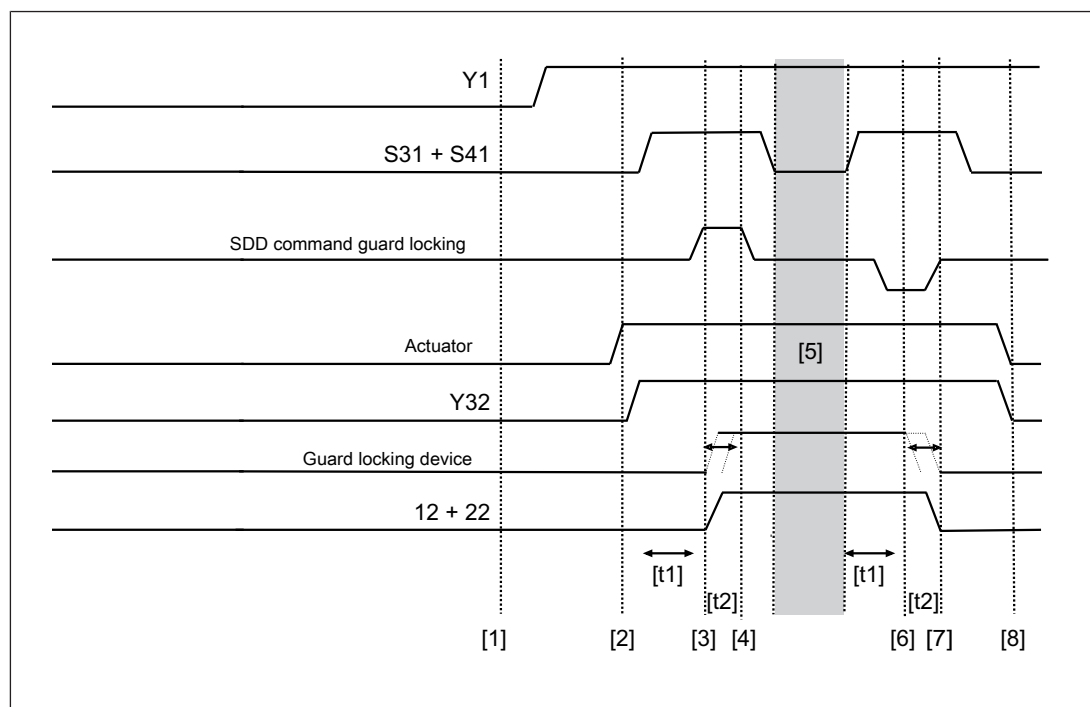 Y1
S31 + S41
SDD command guard locking
Actuator
[5]
Y32
Guard locking device
12 + 22
[t1]
[t1]
[t2]
[t2]
[1]
[2]
[3]
[4]
[6]
[7]
[8]